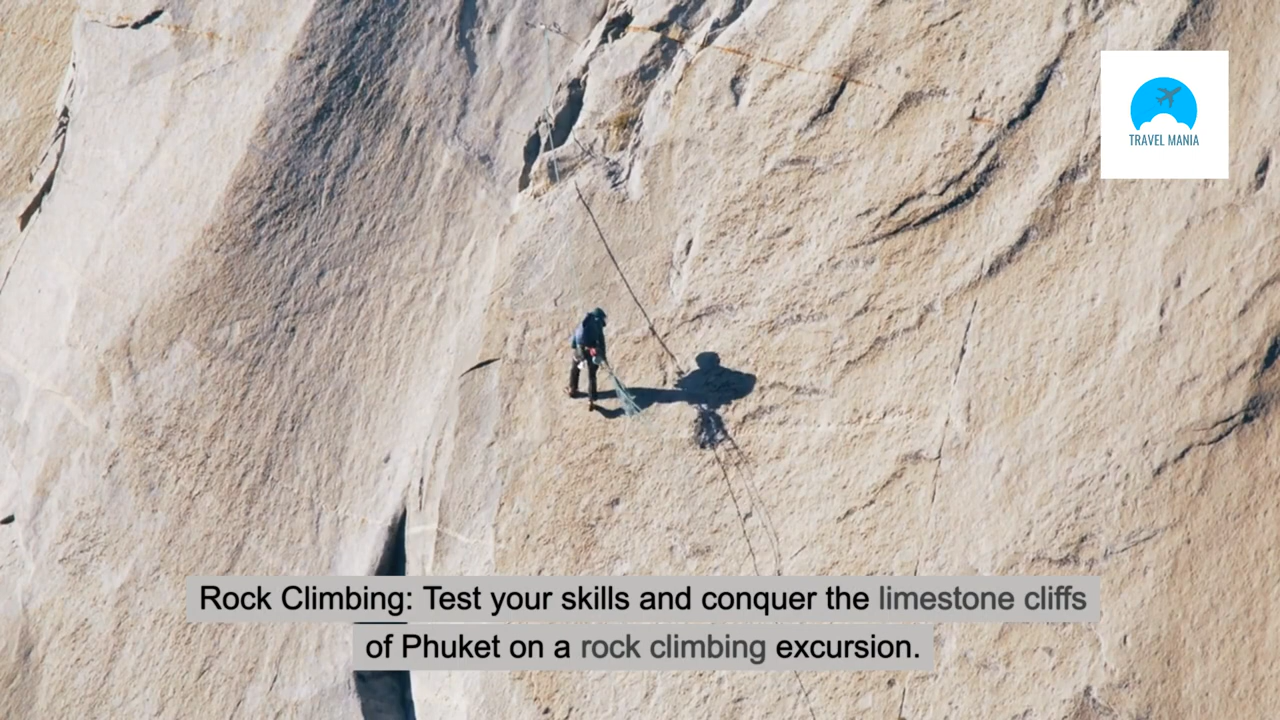 TRAVEL MANIA
Rock Climbing: Test your skills and conquer the limestone cliffs
of Phuket on a rock climbing excursion.